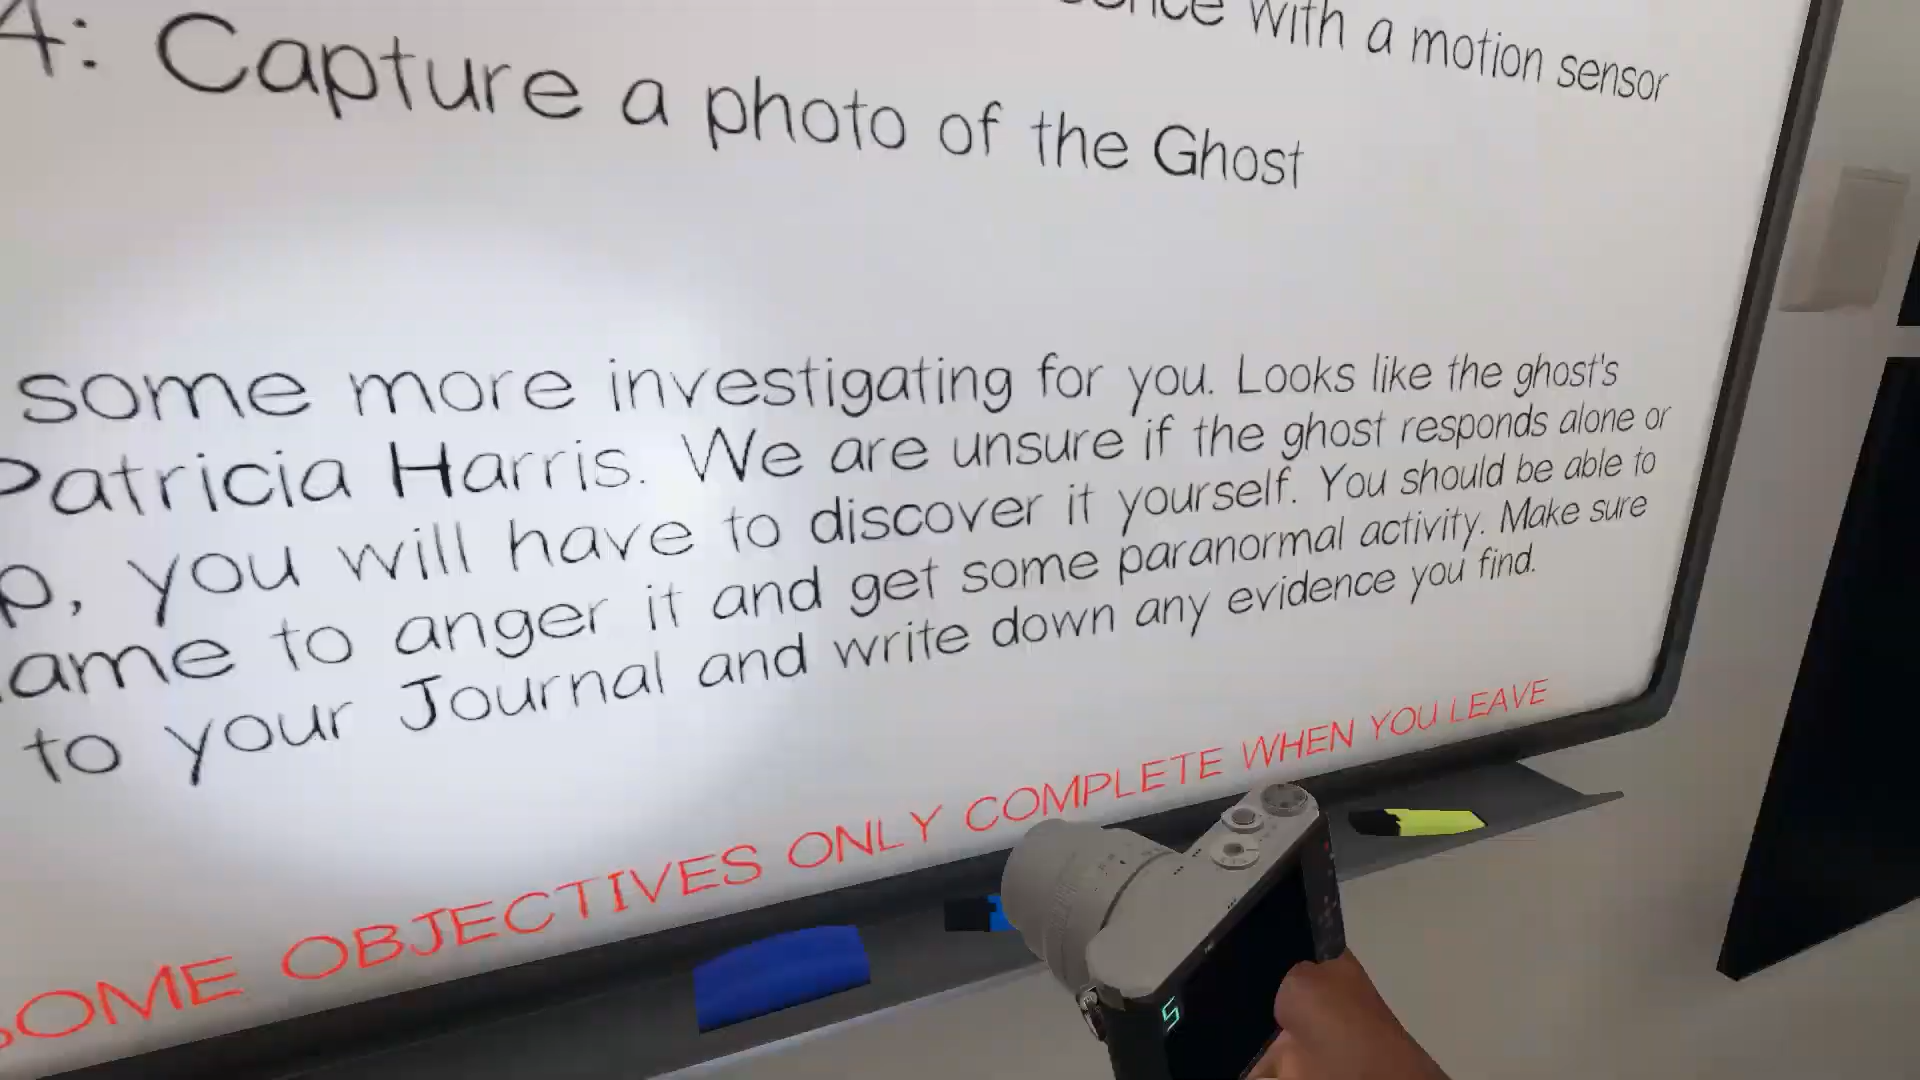 with a motion sensor
4: Capture a photo of the Ghost
some more investigating for you. Looks like the ghost's
Patricia Harris. We are unsure if the ghost responds alone or
you will have to discover it yourself. You should be able to
to anger it and get some paranormal activity. Make sure
to your Journal and write down any evidence you find.
SOME OBJECTIVES ONLY COMPLETE WHEN YOU LEAVE
5